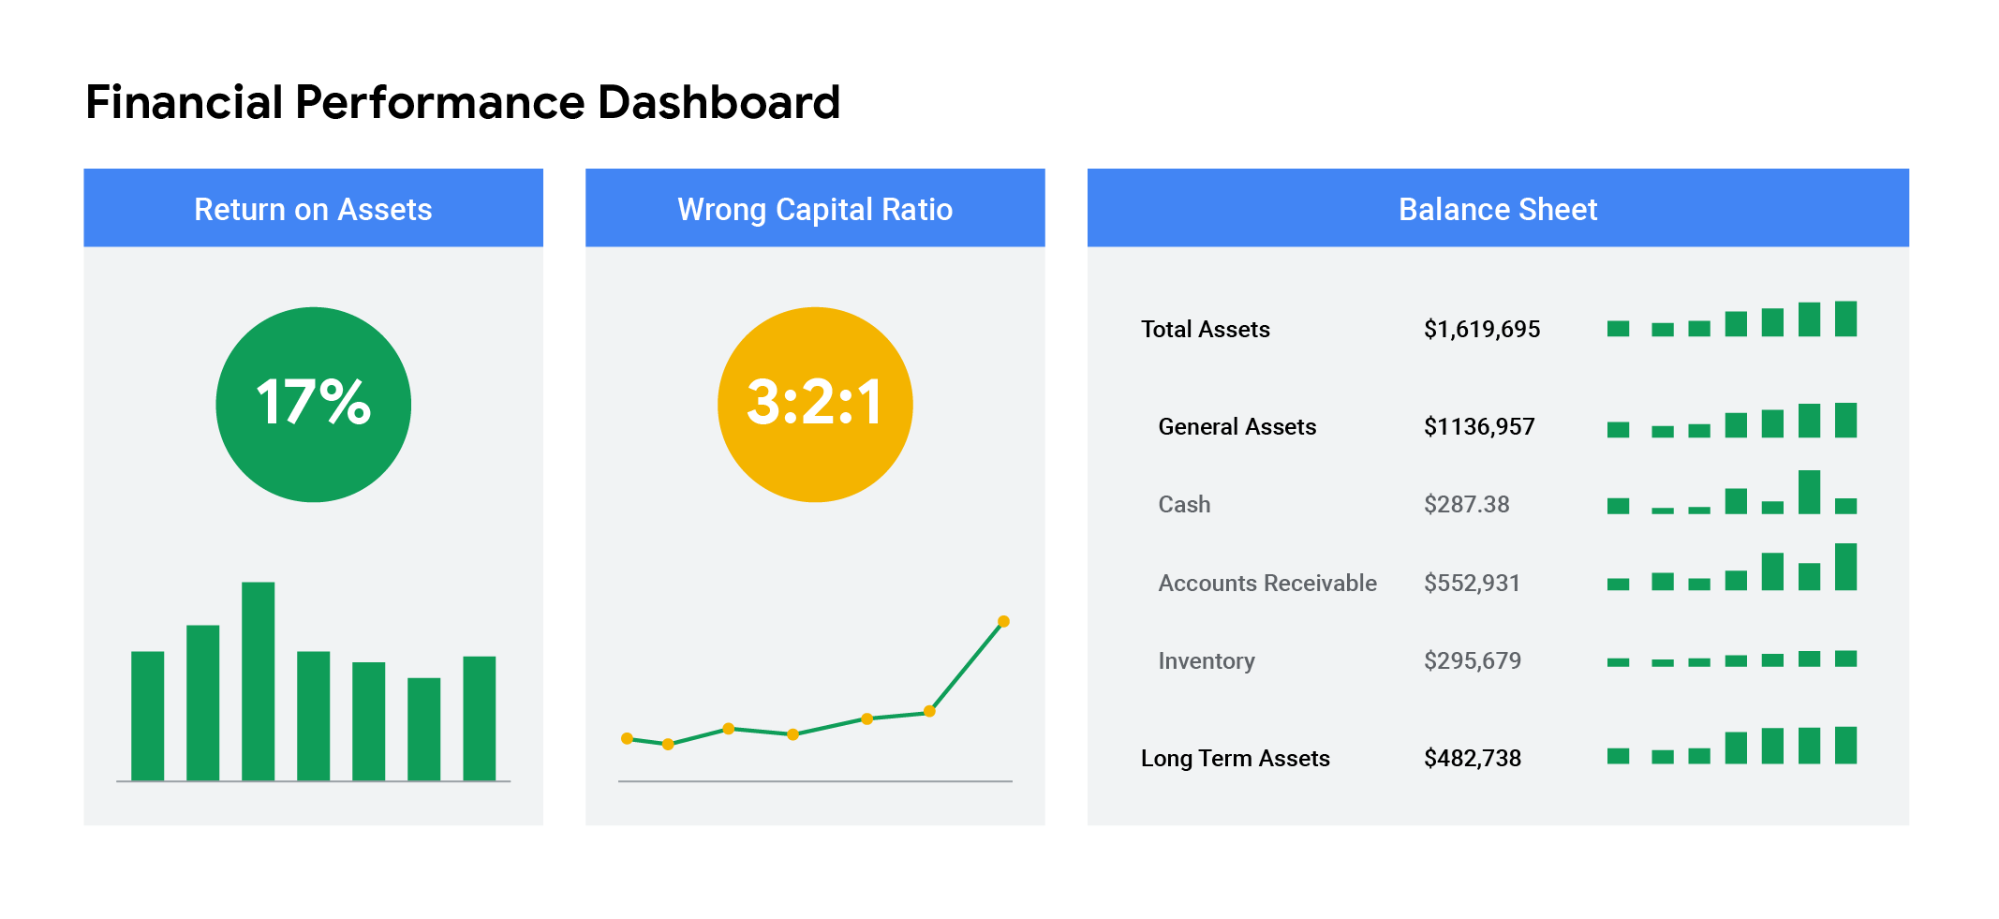 Financial Performance Dashboard
Return on Assets
17%
Wrong Capital Ratio
3:2:1
Balance Sheet
Total Assets $1,619,695
General Assets $1136,957
Cash $287.38
Accounts Receivable $552,931
Inventory $295,679
Long Term Assets $482,738